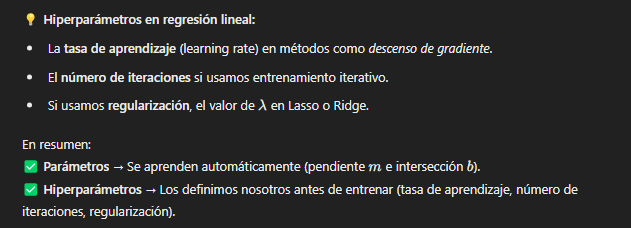 💡 Hiperparámetros en regresión lineal:
• La tasa de aprendizaje (learning rate) en métodos como descenso de gradiente.
• El número de iteraciones si usamos entrenamiento iterativo.
• Si usamos regularización, el valor de λ en Lasso o Ridge.
En resumen:
✅ Parámetros → Se aprenden automáticamente (pendiente m e intersección b).
✅ Hiperparámetros → Los definimos nosotros antes de entrenar (tasa de aprendizaje, número de
iteraciones, regularización).